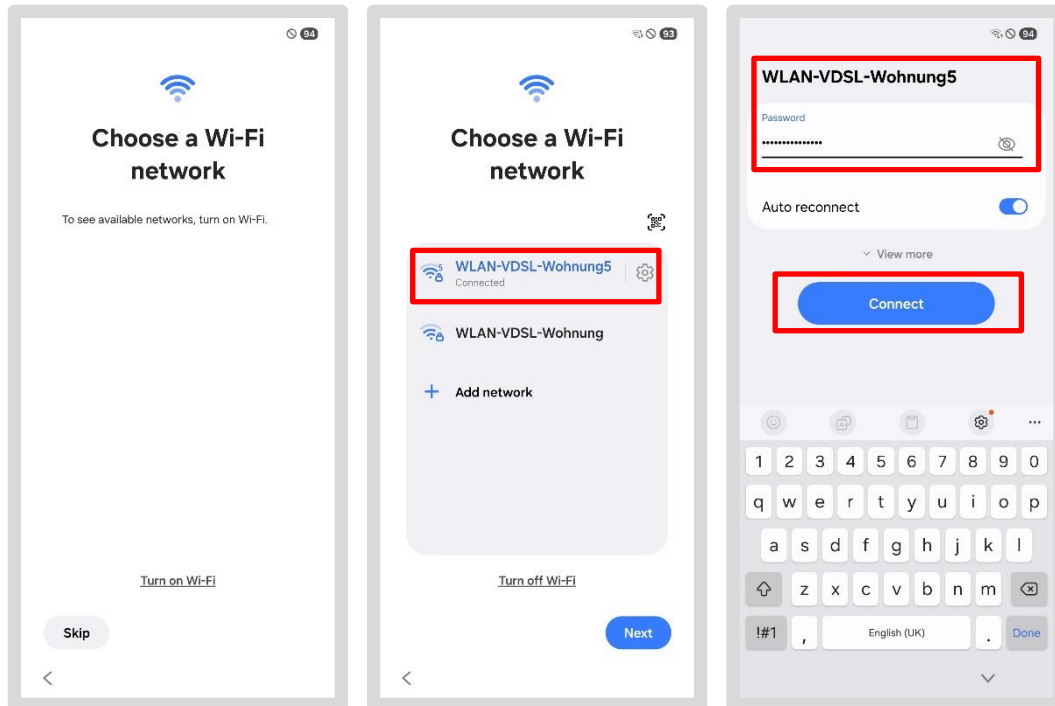 94
Choose a Wi-Fi
network
To see available networks, turn on Wi-Fi.
Turn on Wi-Fi
Skip
93
Choose a Wi-Fi
network
5
WLAN-VDSL-Wohnung5
Connected
WLAN-VDSL-Wohnung
+ Add network
Turn off Wi-Fi
Next
94
WLAN-VDSL-Wohnung5
Password
•••••••••••••••
Auto reconnect
View more
Connect
...
1 2 3 4 5 6 7 8 9 0
q w e r t y u i o p
a s d f g h j k l
z x c v b n m
!#1 , English (UK) . Done